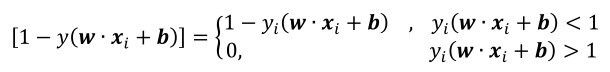 [1 − y(w · xᵢ + b)] = {1 − yᵢ(w · xᵢ + b) , yᵢ(w · xᵢ + b) < 1
0, yᵢ(w · xᵢ + b) > 1